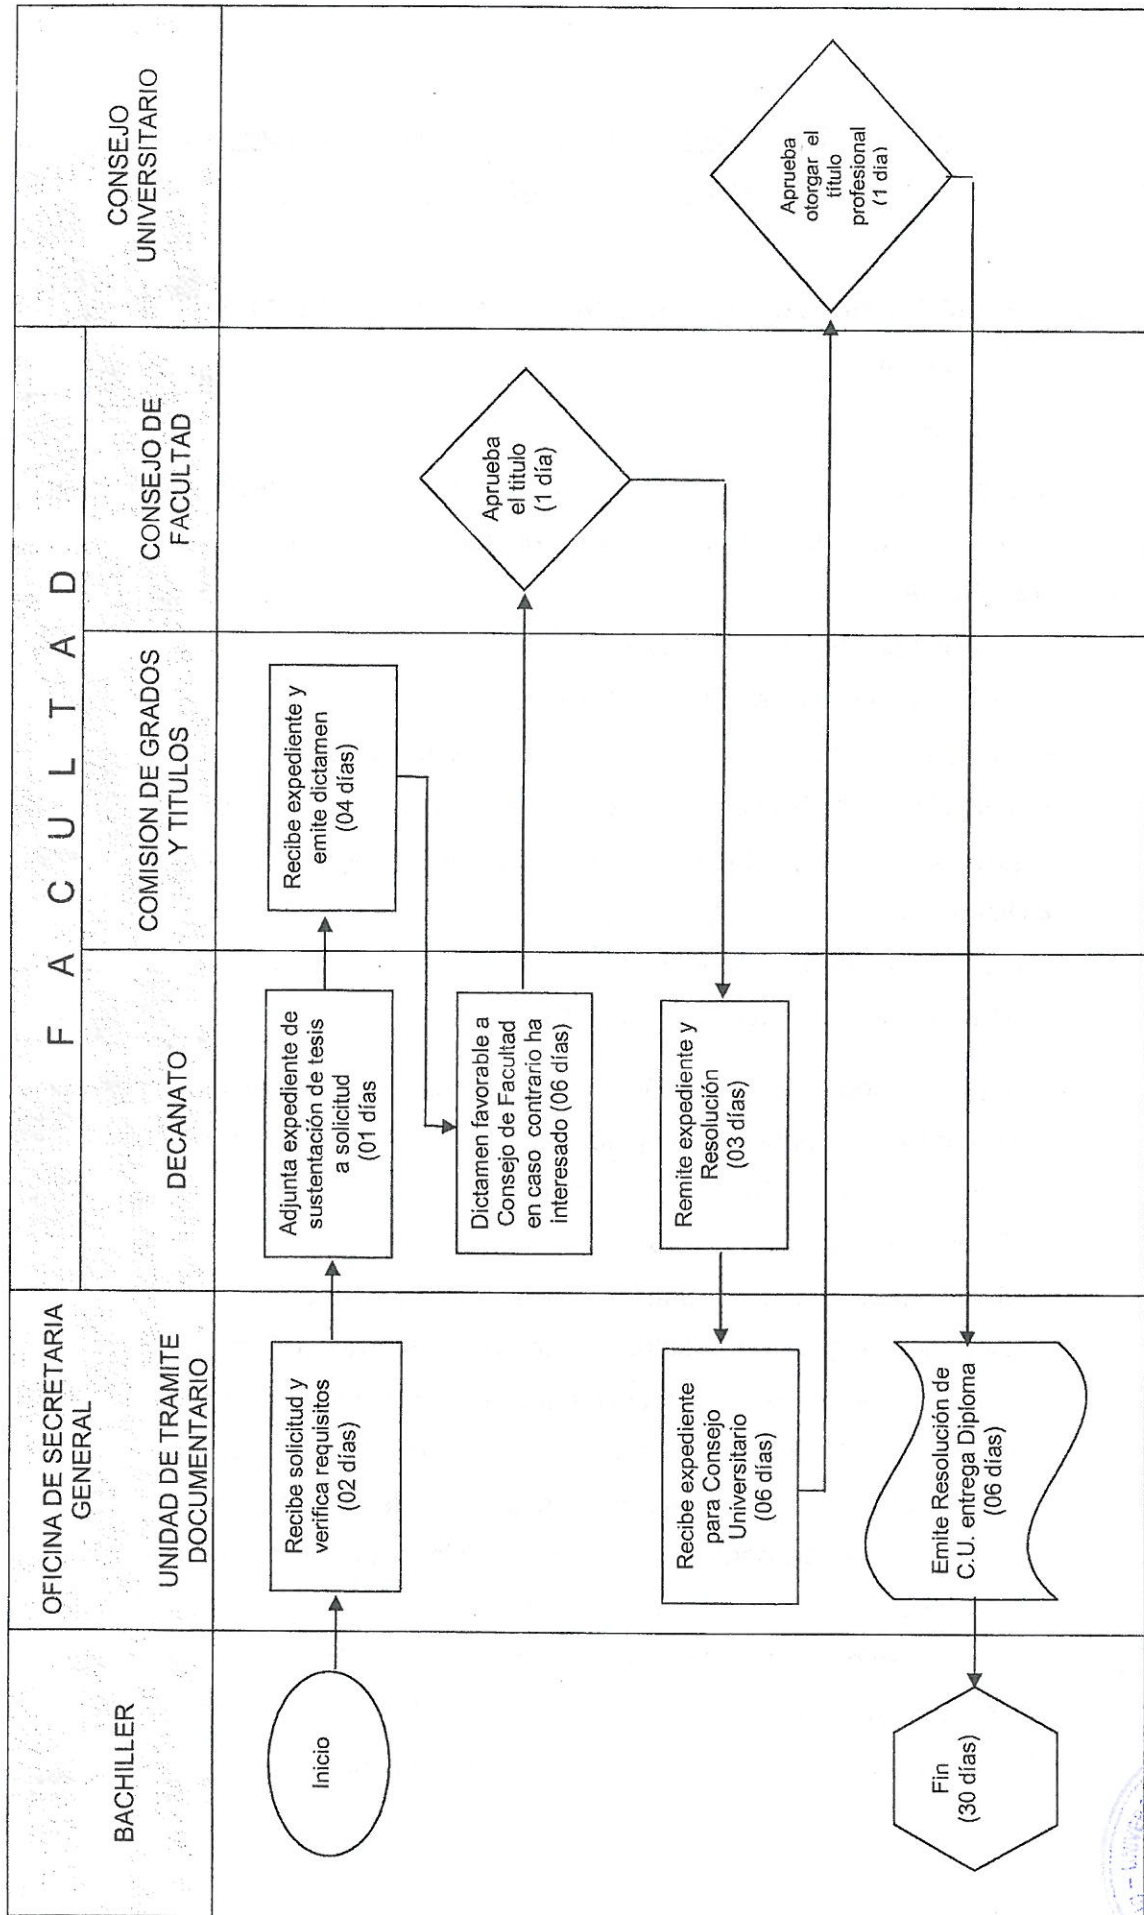 BACHILLER
OFICINA DE SECRETARIA
GENERAL
UNIDAD DE TRAMITE
DOCUMENTARIO
F A C U L T A D
DECANATO
COMISION DE GRADOS
Y TITULOS
CONSEJO DE
FACULTAD
CONSEJO
UNIVERSITARIO
Inicio
Recibe solicitud y
verifica requisitos
(02 días)
Adjunta expediente de
sustentación de tesis
a solicitud
(01 días
Recibe expediente y
emite dictamen
(04 días)
Dictamen favorable a
Consejo de Facultad
en caso contrario ha
interesado (06 días)
Aprueba
el titulo
(1 día)
Remite expediente y
Resolución
(03 días)
Recibe expediente
para Consejo
Universitario
(06 días)
Aprueba
otorgar el
título
profesional
(1 dia)
Emite Resolución de
C.U. entrega Diploma
(06 días)
Fin
(30 días)